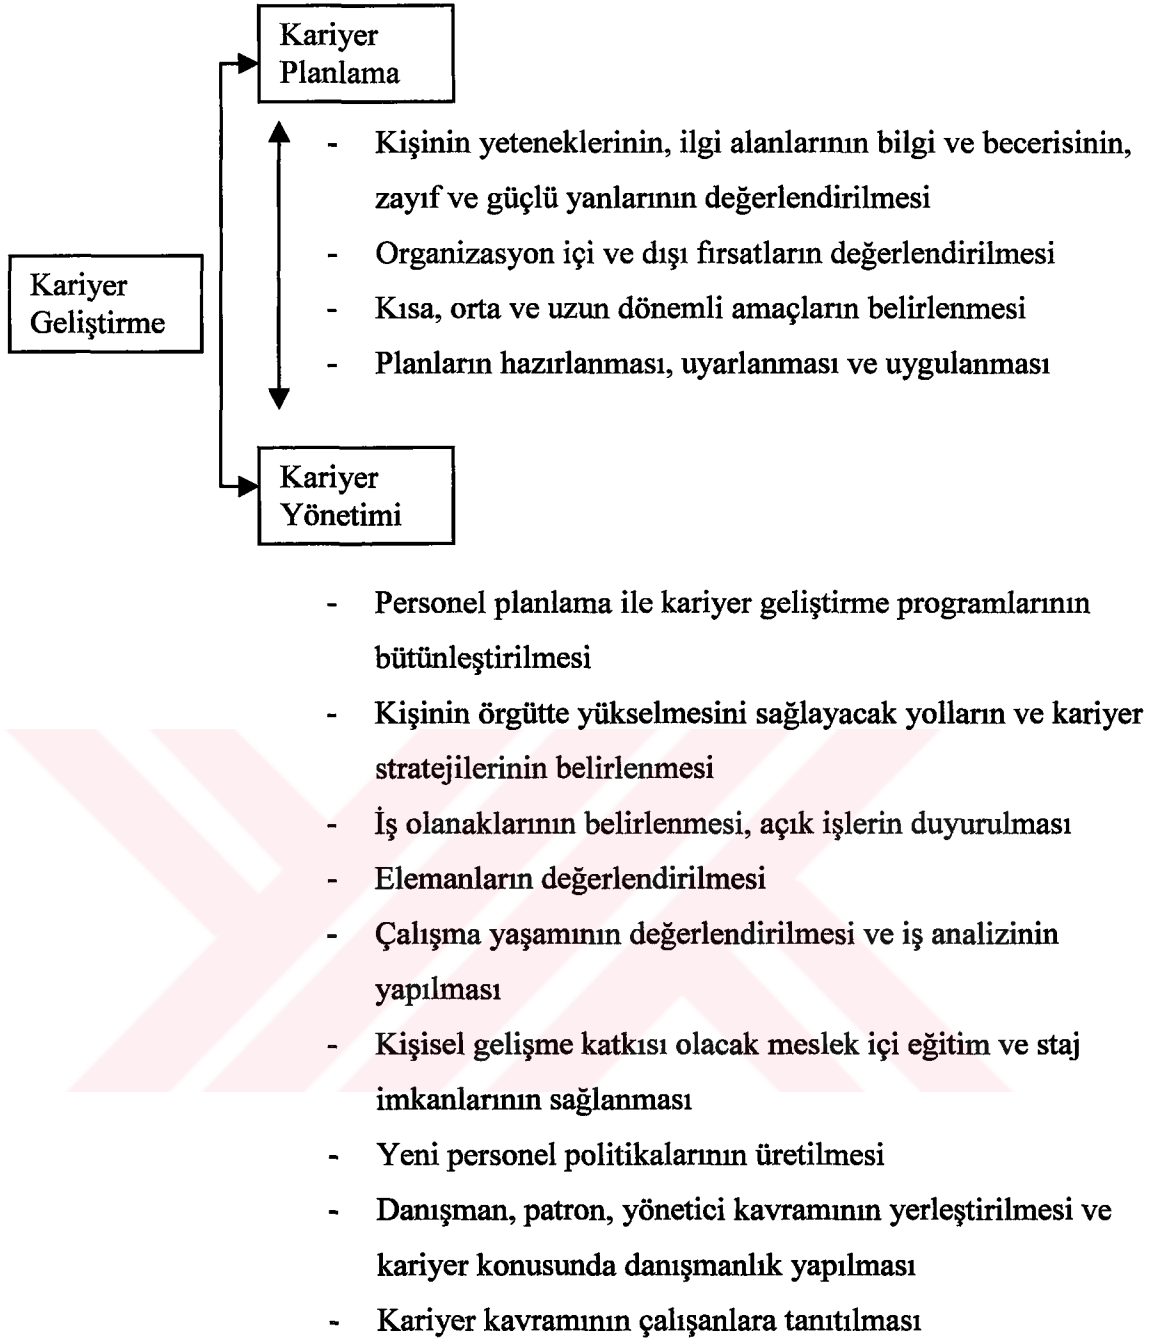 Kariyer
Planlama
- Kişinin yeteneklerinin, ilgi alanlarının bilgi ve becerisinin,
zayıf ve güçlü yanlarının değerlendirilmesi
- Organizasyon içi ve dışı fırsatların değerlendirilmesi
- Kısa, orta ve uzun dönemli amaçların belirlenmesi
- Planların hazırlanması, uyarlanması ve uygulanması
Kariyer
Geliştirme
Kariyer
Yönetimi
- Personel planlama ile kariyer geliştirme programlarının
bütünleştirilmesi
- Kişinin örgütte yükselmesini sağlayacak yolların ve kariyer
stratejilerinin belirlenmesi
- İş olanaklarının belirlenmesi, açık işlerin duyurulması
- Elemanların değerlendirilmesi
- Çalışma yaşamının değerlendirilmesi ve iş analizinin
yapılması
- Kişisel gelişme katkısı olacak meslek içi eğitim ve staj
imkanlarının sağlanması
- Yeni personel politikalarının üretilmesi
- Danışman, patron, yönetici kavramının yerleştirilmesi ve
kariyer konusunda danışmanlık yapılması
- Kariyer kavramının çalışanlara tanıtılması